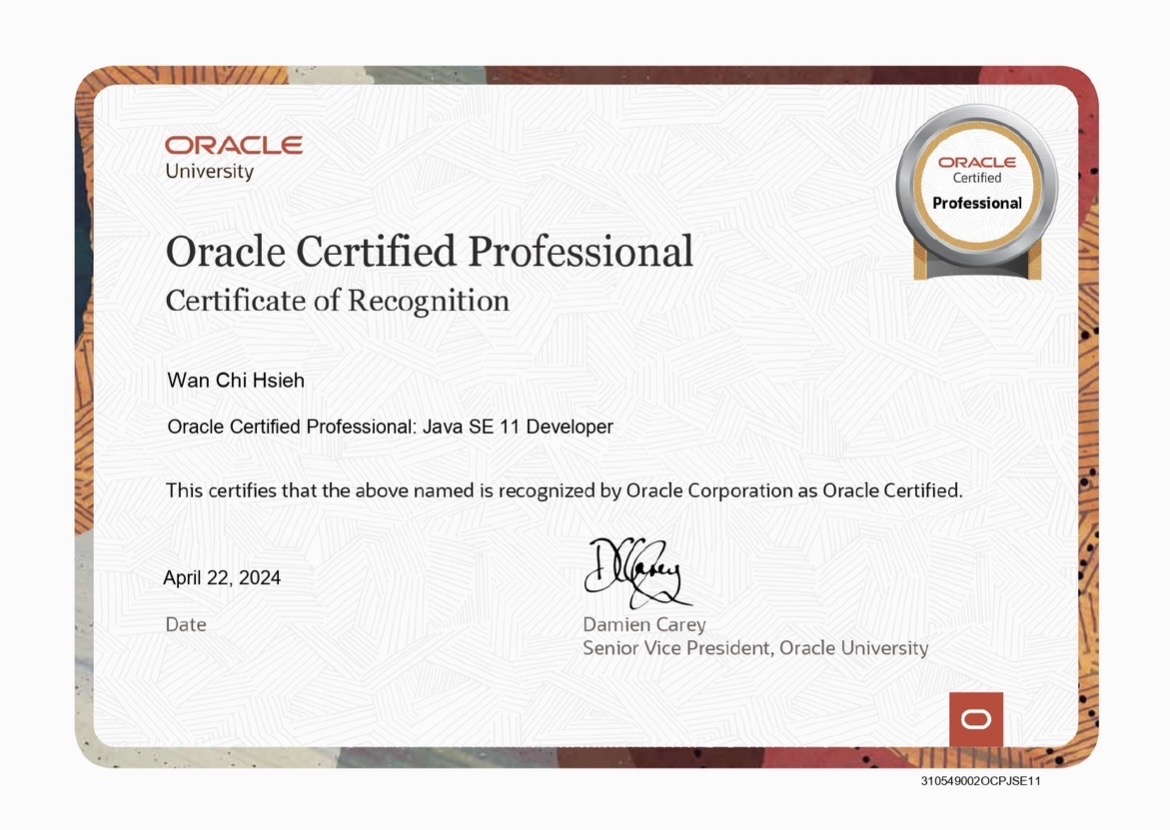 ORACLE
University
ORACLE
Certified
Professional
Oracle Certified Professional
Certificate of Recognition
Wan Chi Hsieh
Oracle Certified Professional: Java SE 11 Developer
This certifies that the above named is recognized by Oracle Corporation as Oracle Certified.
April 22, 2024
Date
DCarey
Damien Carey
Senior Vice President, Oracle University
310549002OCPJSE11